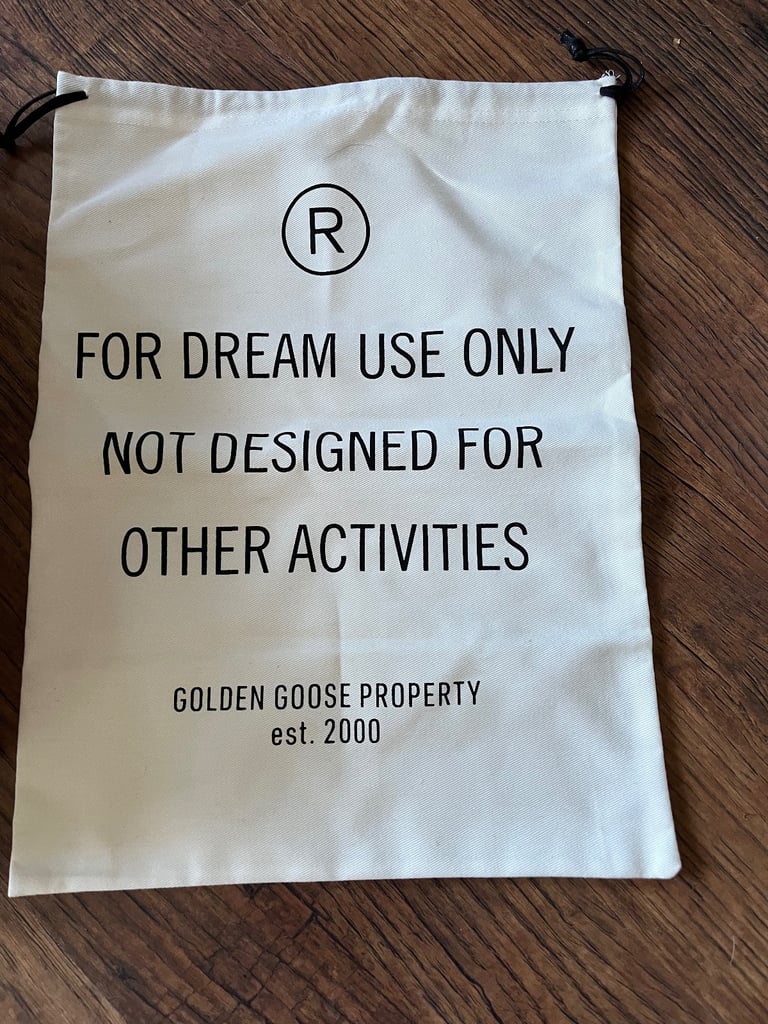 R
FOR DREAM USE ONLY
NOT DESIGNED FOR
OTHER ACTIVITIES
GOLDEN GOOSE PROPERTY
est. 2000